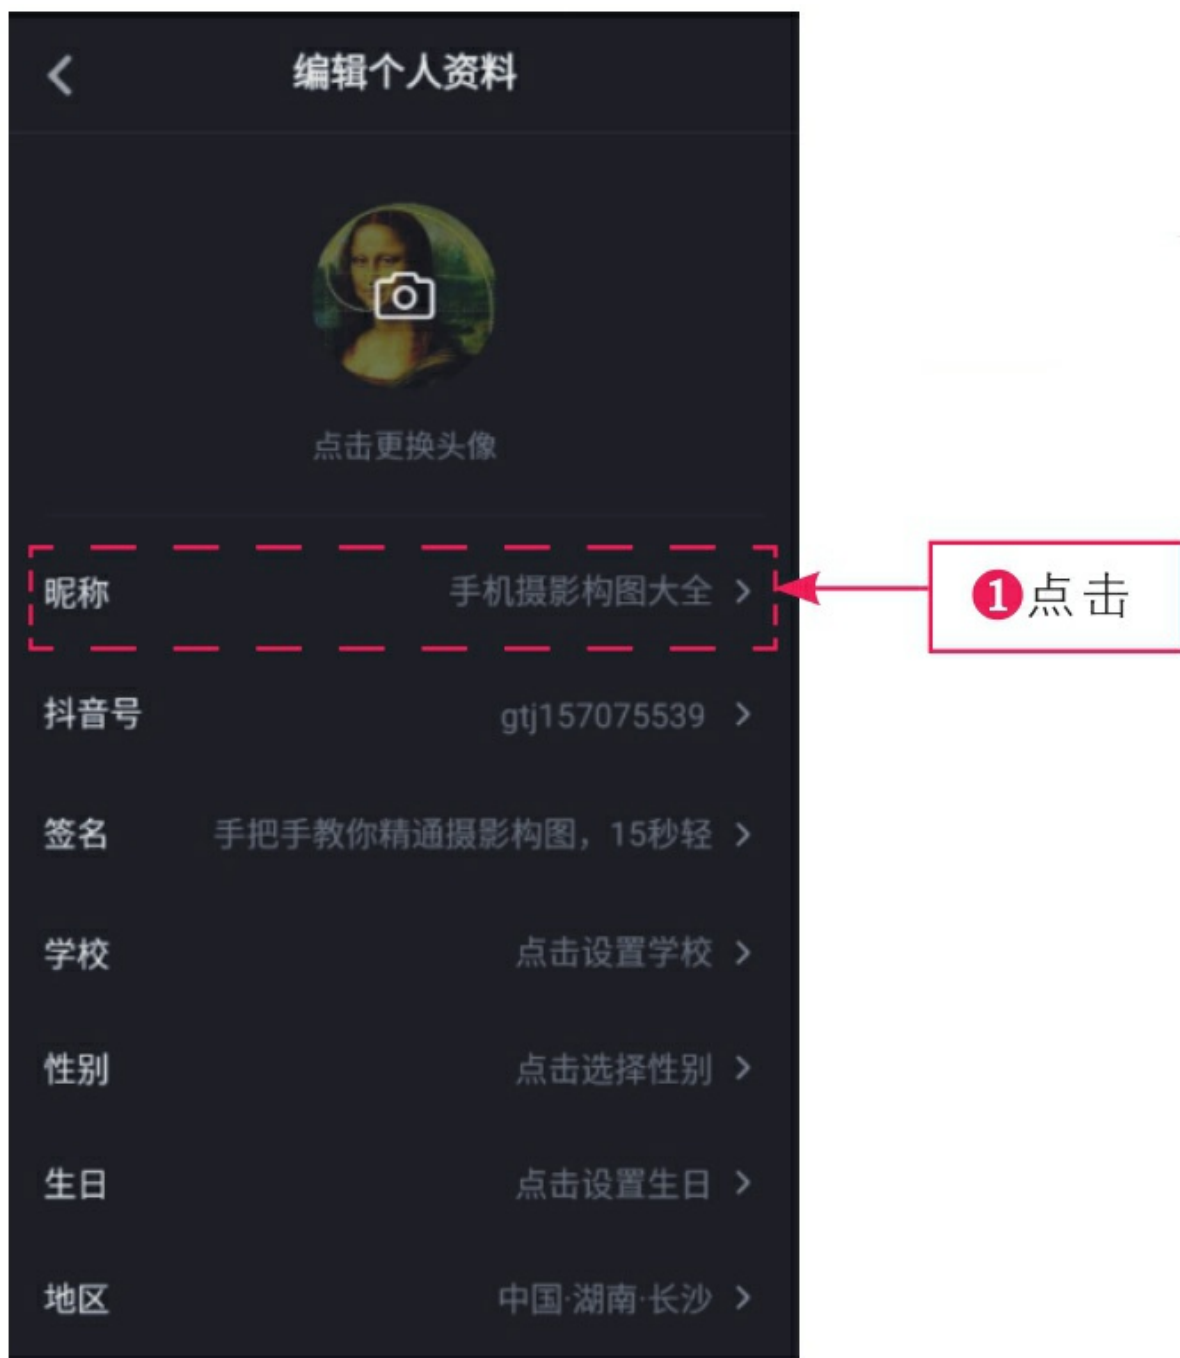 编辑个人资料
点击更换头像
昵称 手机摄影构图大全
❶点击
抖音号 gtj157075539
签名 手把手教你精通摄影构图，15秒轻
学校 点击设置学校
性别 点击选择性别
生日 点击设置生日
地区 中国·湖南·长沙